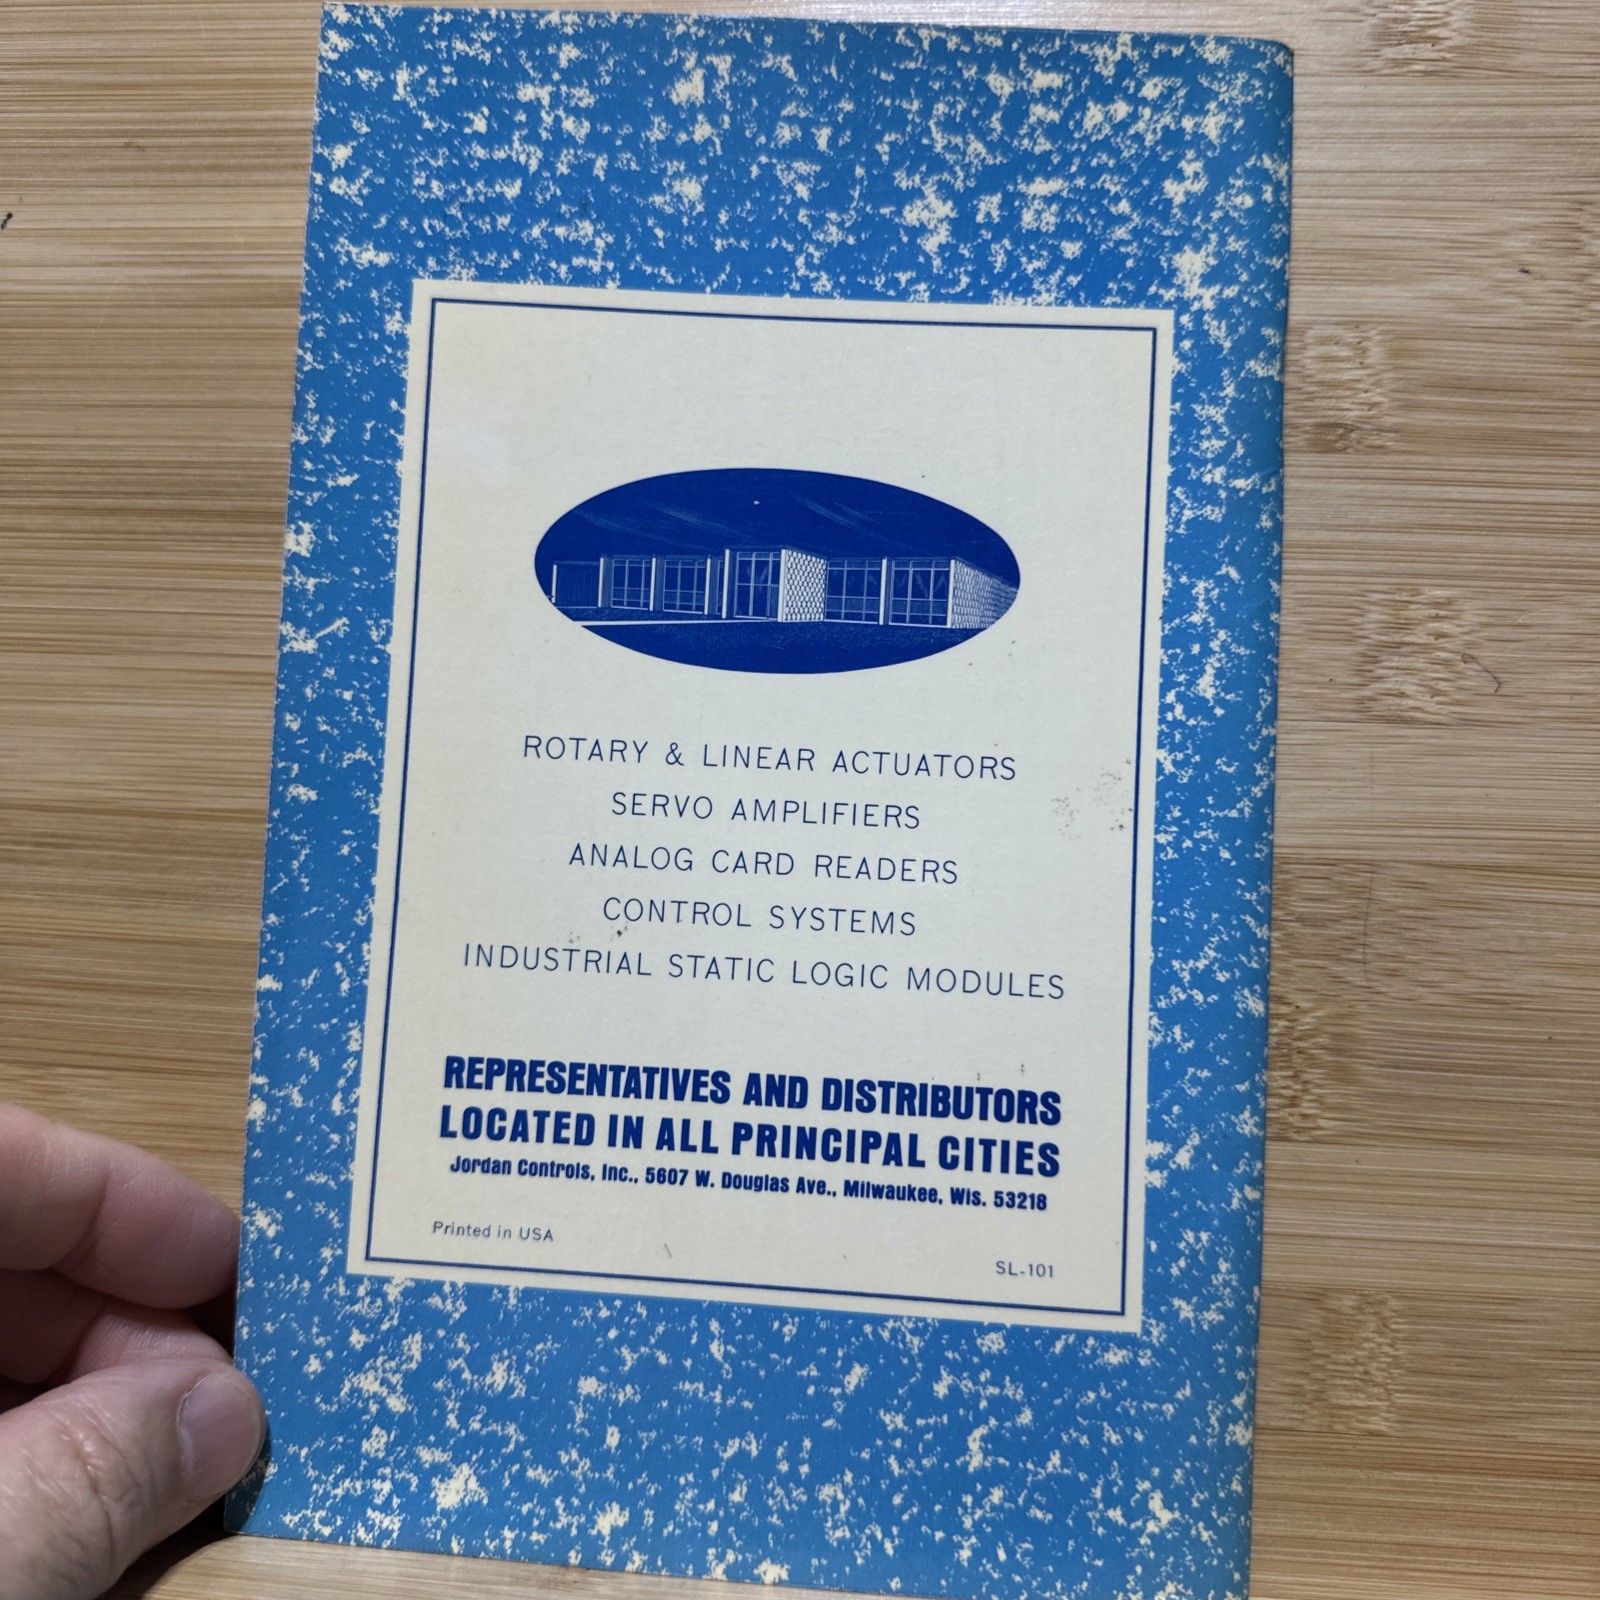 ROTARY & LINEAR ACTUATORS
SERVO AMPLIFIERS
ANALOG CARD READERS
CONTROL SYSTEMS
INDUSTRIAL STATIC LOGIC MODULES
REPRESENTATIVES AND DISTRIBUTORS
LOCATED IN ALL PRINCIPAL CITIES
Jordan Controls, Inc., 5607 W. Douglas Ave., Milwaukee, Wis. 53218
Printed in USA
SL-101